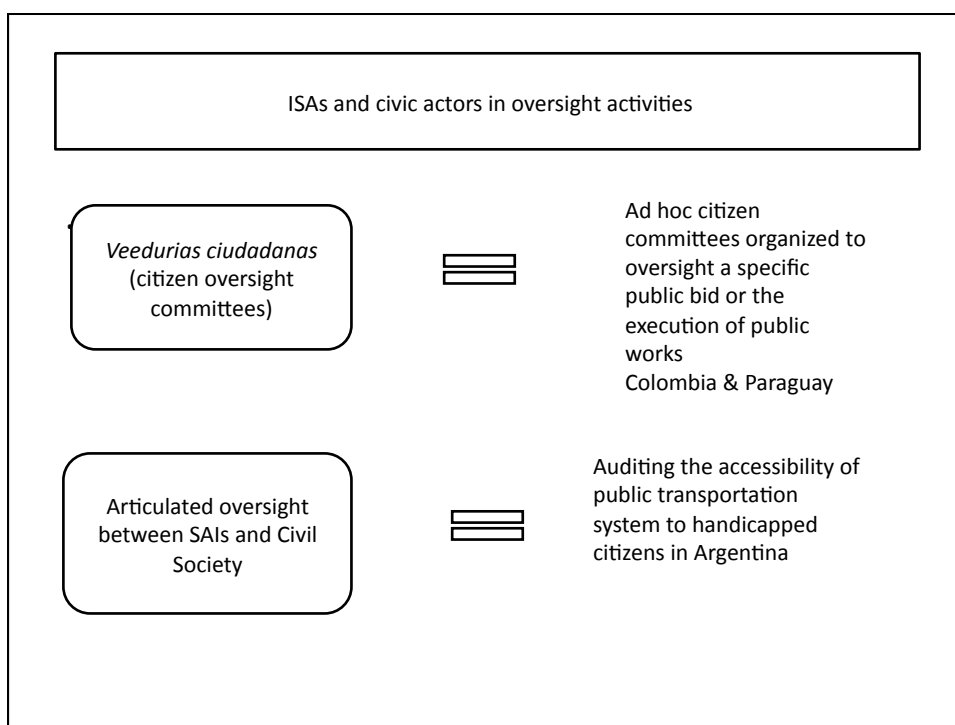 ISAs and civic actors in oversight activities
Veedurias ciudadanas
(citizen oversight
committees)
Ad hoc citizen
committees organized to
oversight a specific
public bid or the
execution of public
works
Colombia & Paraguay
Articulated oversight
between SAIs and Civil
Society
Auditing the accessibility of
public transportation
system to handicapped
citizens in Argentina